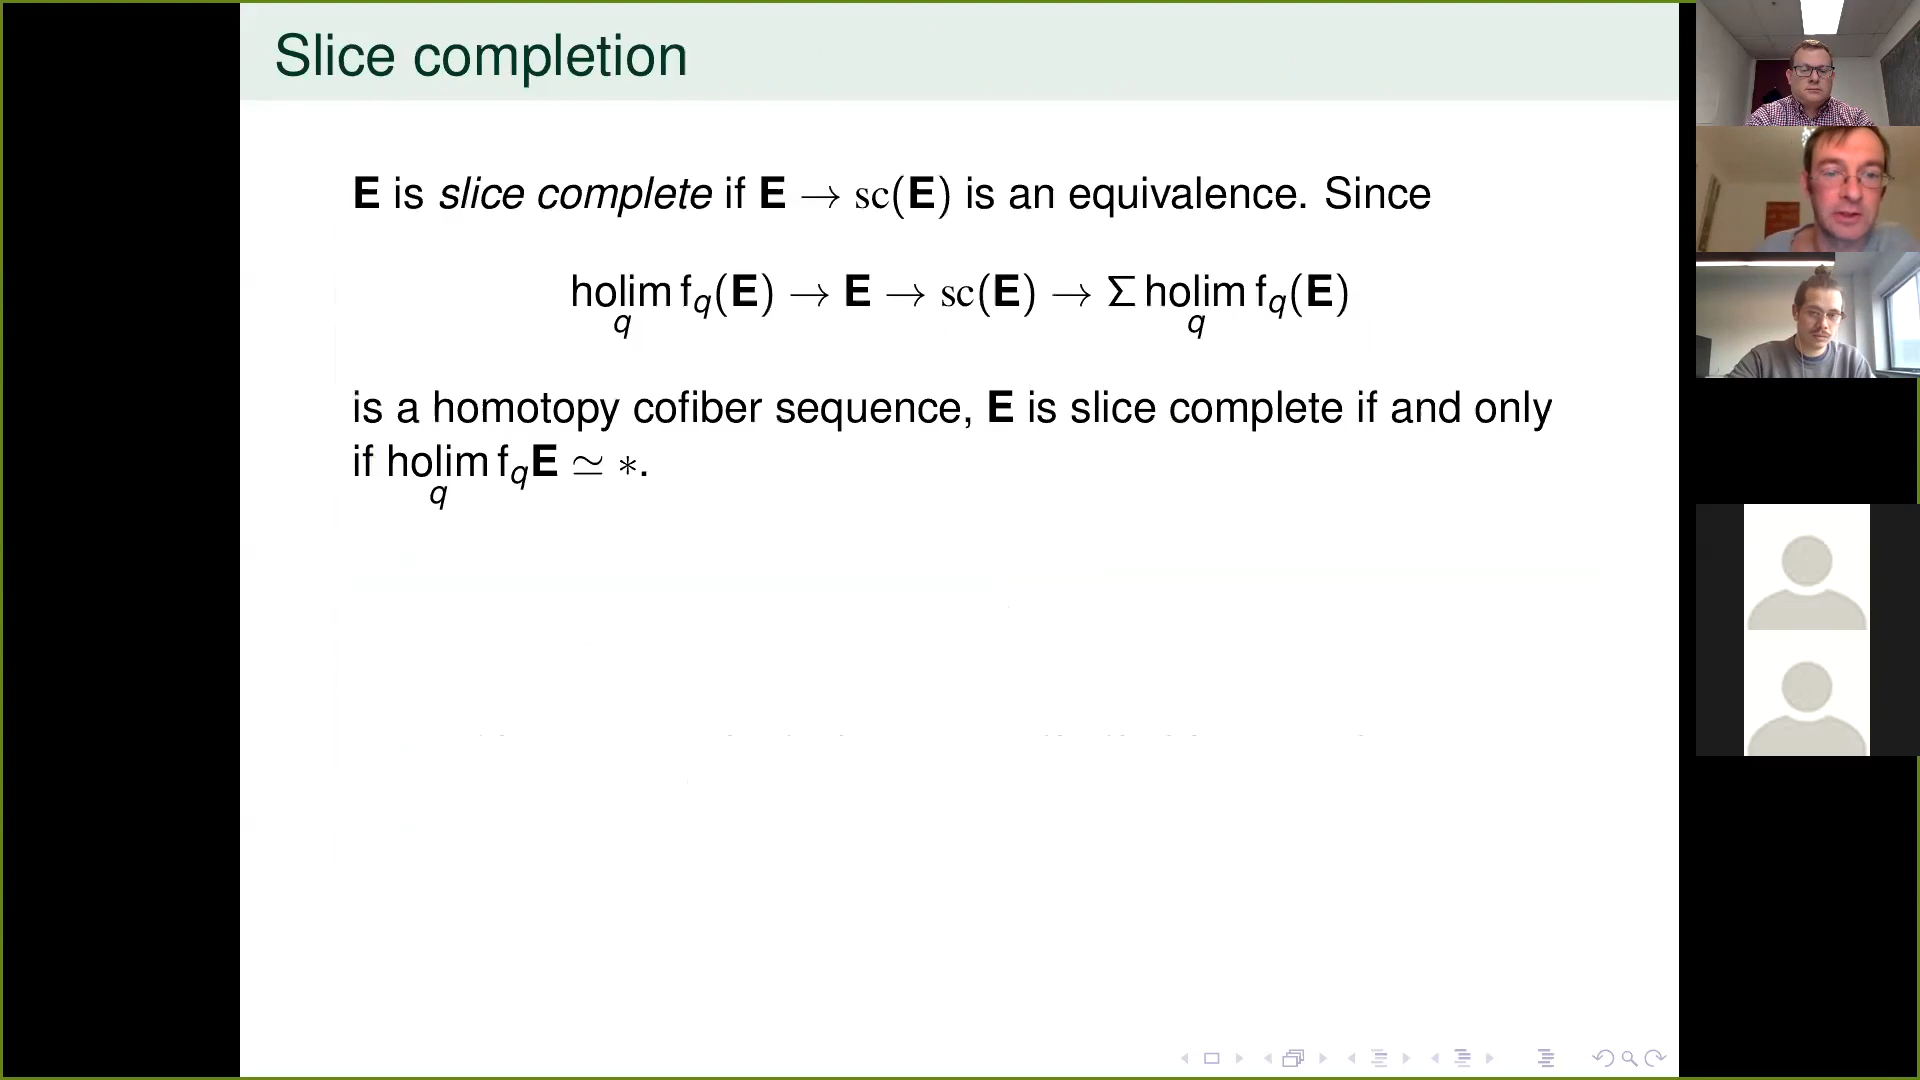 Slice completion
E is slice complete if E → sc(E) is an equivalence. Since
holim f_q(E) → E → sc(E) → Σ holim f_q(E)
q q
is a homotopy cofiber sequence, E is slice complete if and only
if holim f_q E ≃ *.
q